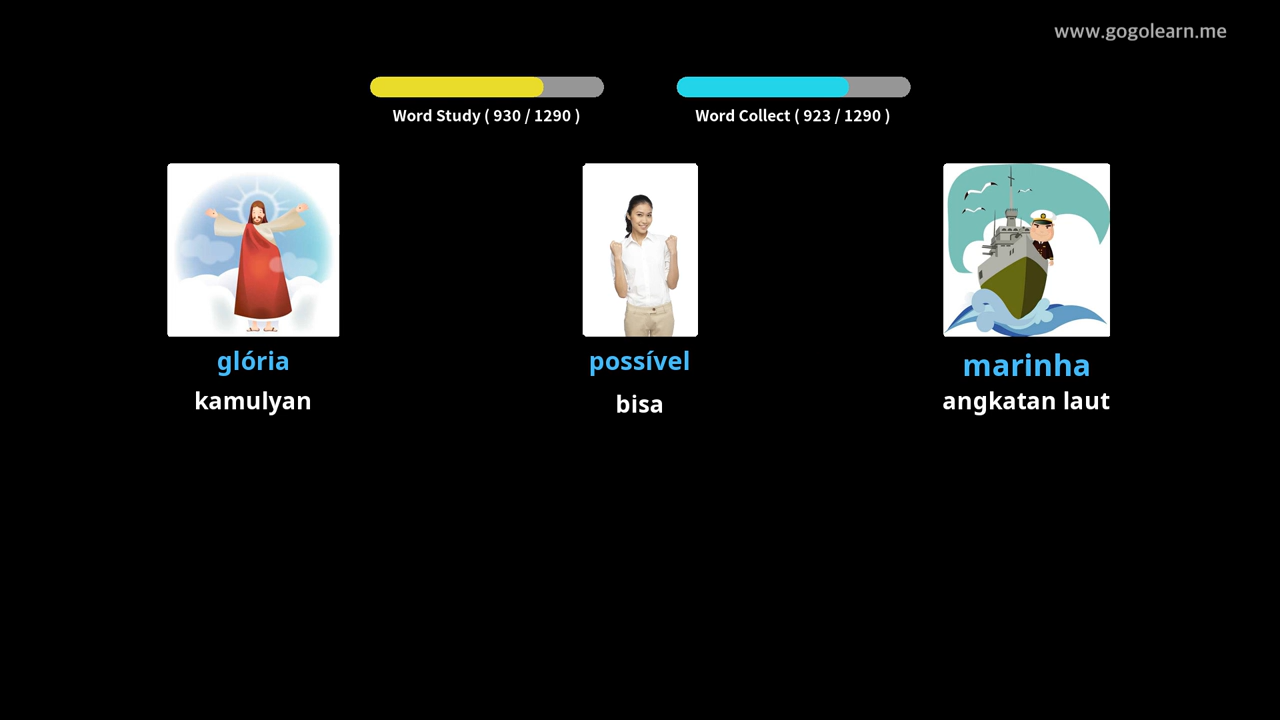 www.gogolearn.me
Word Study ( 930 / 1290 )
Word Collect ( 923 / 1290 )
glória
possível
marinha
kamulyan
bisa
angkatan laut